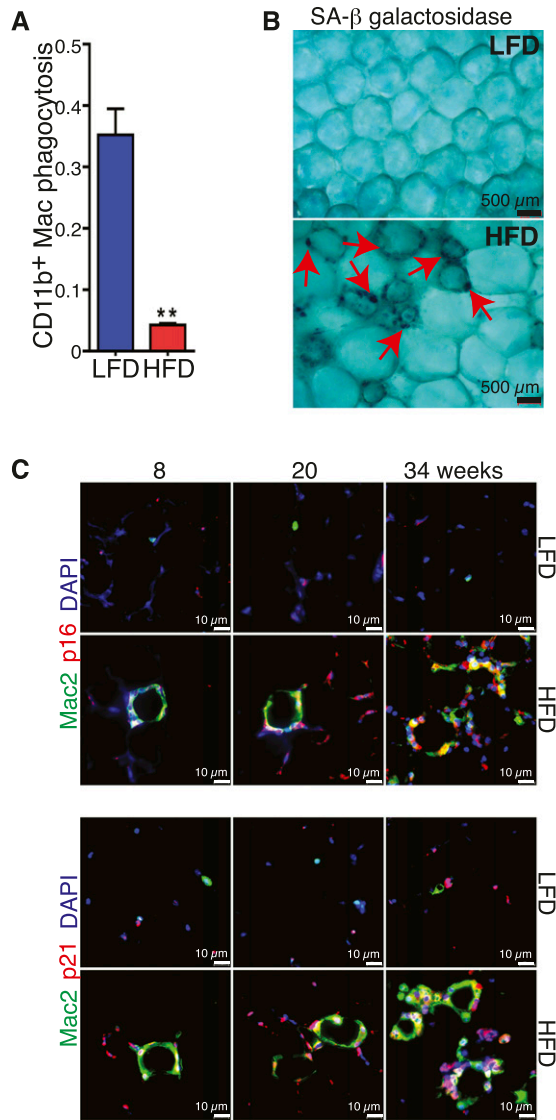 A
CD11b+ Mac phagocytosis
0.5
0.4
0.3
0.2
0.1
0
**
LFD HFD
B
SA-β galactosidase
LFD
500 µm
HFD
500 µm
C
8 20 34 weeks
Mac2 p16 DAPI
LFD
10 µm 10 µm 10 µm
HFD
10 µm 10 µm 10 µm
Mac2 p21 DAPI
LFD
10 µm 10 µm 10 µm
HFD
10 µm 10 µm 10 µm